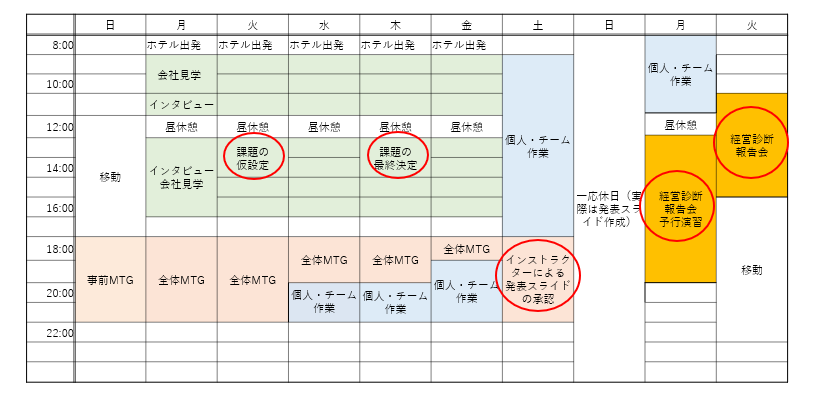 日 月 火 水 木 金 土 日 月 火
8:00 ホテル出発 ホテル出発 ホテル出発 ホテル出発 ホテル出発
会社見学
個人・チーム
作業
10:00
インタビュー
12:00 昼休憩 昼休憩 昼休憩 昼休憩 昼休憩 昼休憩
課題の
仮設定
課題の
最終決定
個人・チーム
作業
経営診断
報告会
14:00
移動
インタビュー
会社見学
16:00
一応休日（実
際は発表スラ
イド作成）
経営診断
報告会
予行演習
18:00
事前MTG
全体MTG
全体MTG
全体MTG
全体MTG
全体MTG
インストラク
ターによる
発表スライド
の承認
移動
20:00
個人・チーム
作業
個人・チーム
作業
個人・チーム
作業
22:00